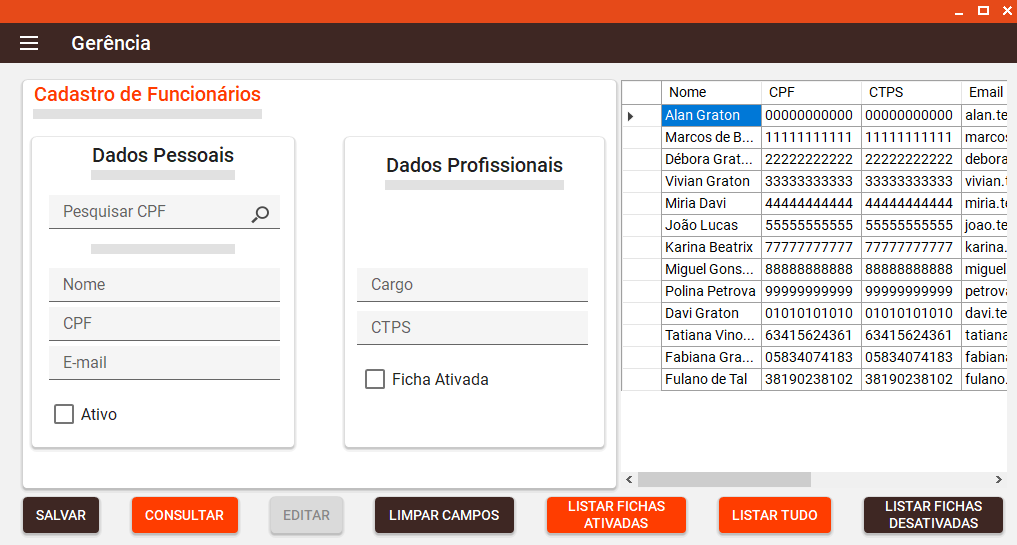 Gerência
Cadastro de Funcionários
Dados Pessoais
Pesquisar CPF
Nome
CPF
E-mail
Ativo
Dados Profissionais
Cargo
CTPS
Ficha Ativada
Nome CPF CTPS Email
Alan Graton 00000000000 00000000000 alan.te
Marcos de B... 11111111111 11111111111 marcos
Débora Grat... 22222222222 22222222222 debora
Vivian Graton 33333333333 33333333333 vivian.t
Miria Davi 44444444444 44444444444 miria.te
João Lucas 55555555555 55555555555 joao.te
Karina Beatrix 77777777777 77777777777 karina.
Miguel Gons... 88888888888 88888888888 miguel
Polina Petrova 99999999999 99999999999 petrova
Davi Graton 01010101010 01010101010 davi.te
Tatiana Vino... 63415624361 63415624361 tatiana
Fabiana Gra... 05834074183 05834074183 fabiana
Fulano de Tal 38190238102 38190238102 fulano.
SALVAR
CONSULTAR
EDITAR
LIMPAR CAMPOS
LISTAR FICHAS
ATIVADAS
LISTAR TUDO
LISTAR FICHAS
DESATIVADAS